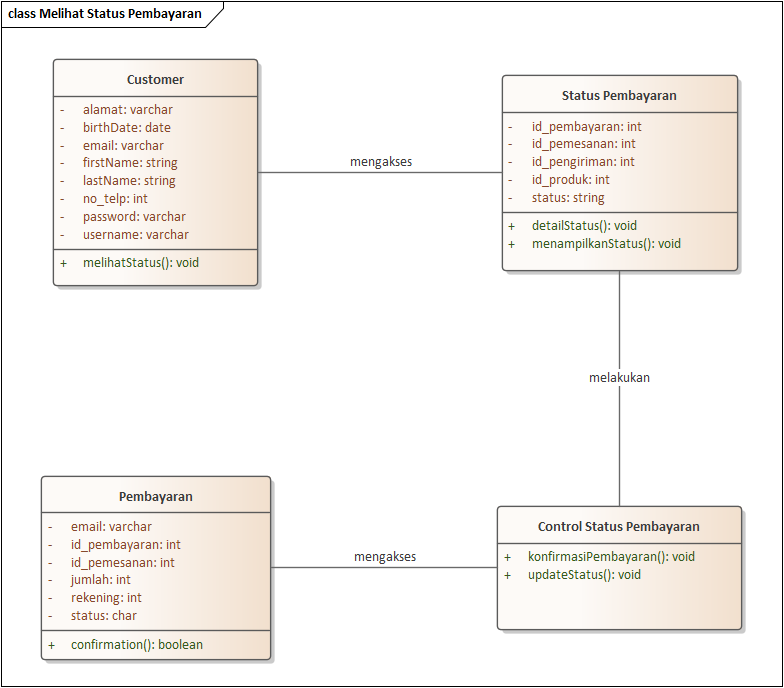 class Melihat Status Pembayaran
Customer
- alamat: varchar
- birthDate: date
- email: varchar
- firstName: string
- lastName: string
- no_telp: int
- password: varchar
- username: varchar
+ melihatStatus(): void
mengakses
Status Pembayaran
- id_pembayaran: int
- id_pemesanan: int
- id_pengiriman: int
- id_produk: int
- status: string
+ detailStatus(): void
+ menampilkanStatus(): void
melakukan
Pembayaran
- email: varchar
- id_pembayaran: int
- id_pemesanan: int
- jumlah: int
- rekening: int
- status: char
+ confirmation(): boolean
mengakses
Control Status Pembayaran
+ konfirmasiPembayaran(): void
+ updateStatus(): void